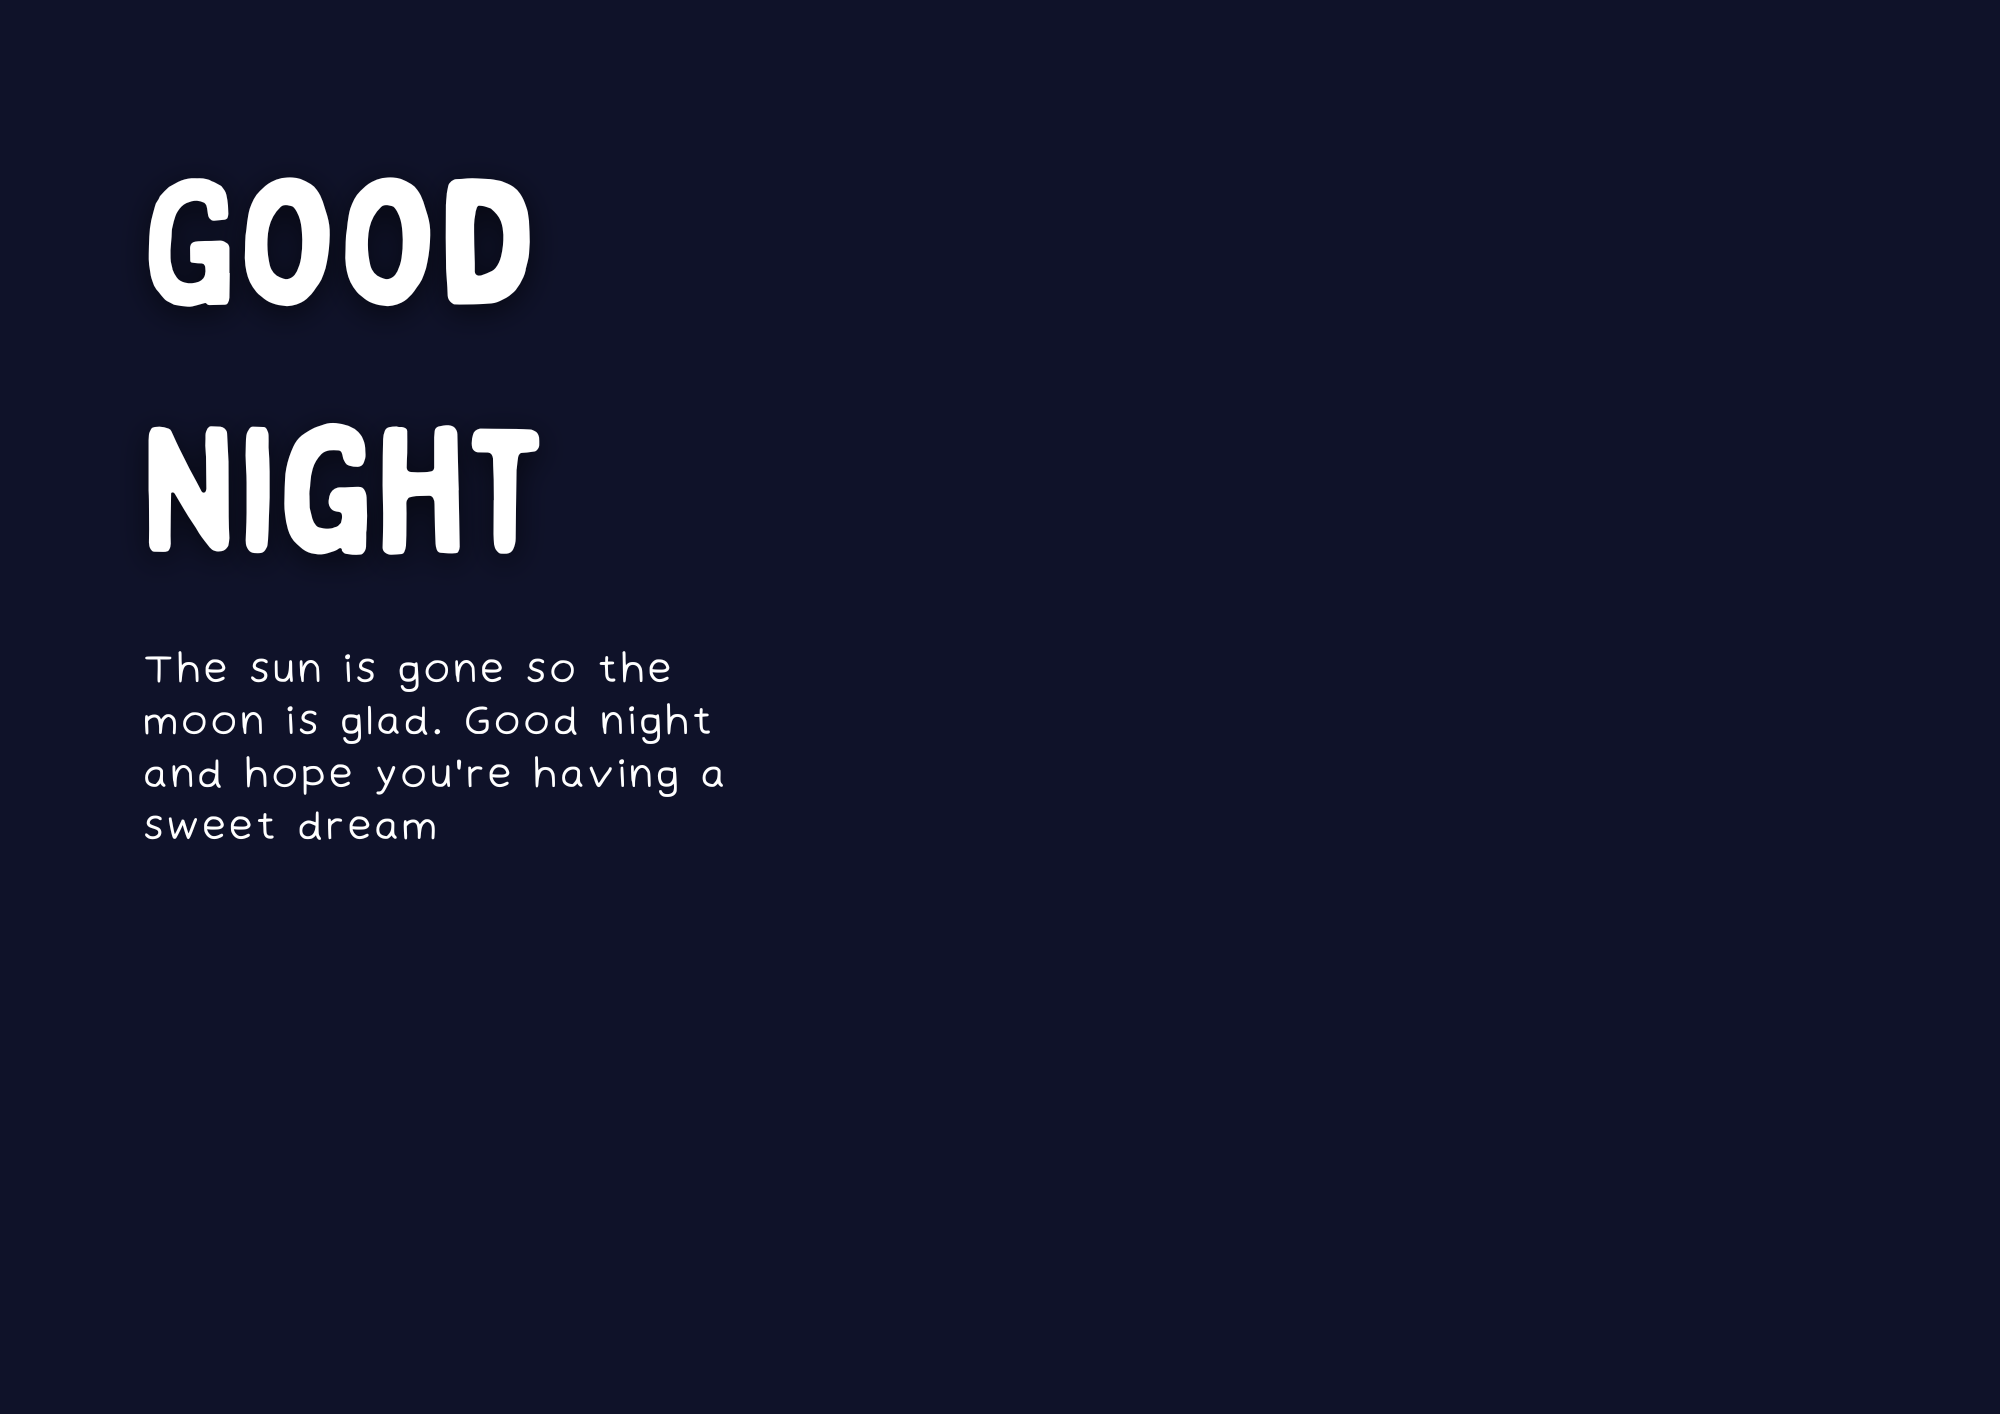 GOOD
NIGHT
The sun is gone so the
moon is glad. Good night
and hope you're having a
sweet dream